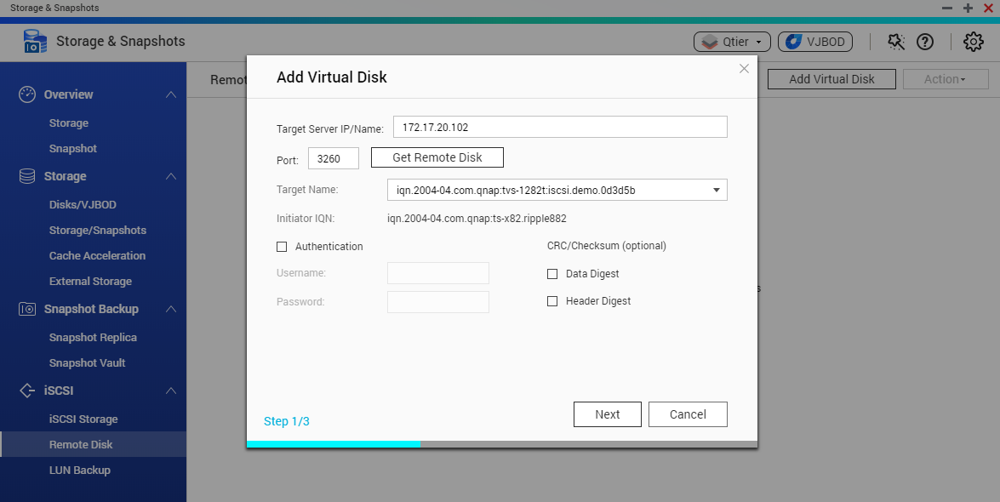 Storage & Snapshots
Storage & Snapshots
Qtier
VJBOD
Overview
Storage
Snapshot
Storage
Disks/VJBOD
Storage/Snapshots
Cache Acceleration
External Storage
Snapshot Backup
Snapshot Replica
Snapshot Vault
iSCSI
iSCSI Storage
Remote Disk
LUN Backup
Remot
Add Virtual Disk
Action
Add Virtual Disk
Target Server IP/Name: 172.17.20.102
Port: 3260 Get Remote Disk
Target Name: iqn.2004-04.com.qnap:tvs-1282t:iscsi.demo.0d3d5b
Initiator IQN: iqn.2004-04.com.qnap:ts-x82.ripple882
Authentication
Username:
Password:
CRC/Checksum (optional)
Data Digest
Header Digest
s
Step 1/3
Next
Cancel